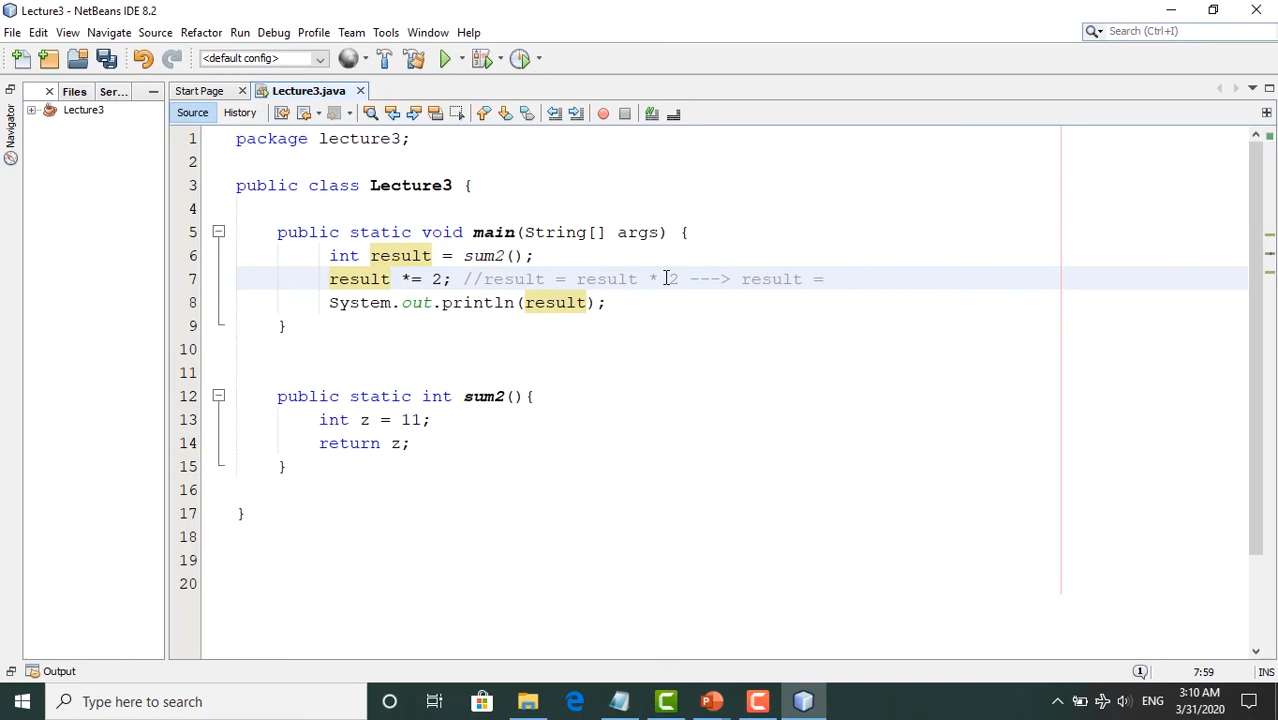 Lecture3 - NetBeans IDE 8.2
File Edit View Navigate Source Refactor Run Debug Profile Team Tools Window Help
Search (Ctrl+I)
<default config>
Files Ser...
Start Page Lecture3.java
Navigator
Lecture3
Source History
1 package lecture3;
2
3 public class Lecture3 {
4
5 public static void main(String[] args) {
6 int result = sum2();
7 result *= 2; //result = result * 2 ---> result =
8 System.out.println(result);
9 }
10
11
12 public static int sum2(){
13 int z = 11;
14 return z;
15 }
16
17 }
18
19
20
Output
1
7:59 INS
Type here to search
ENG
3:10 AM
3/31/2020